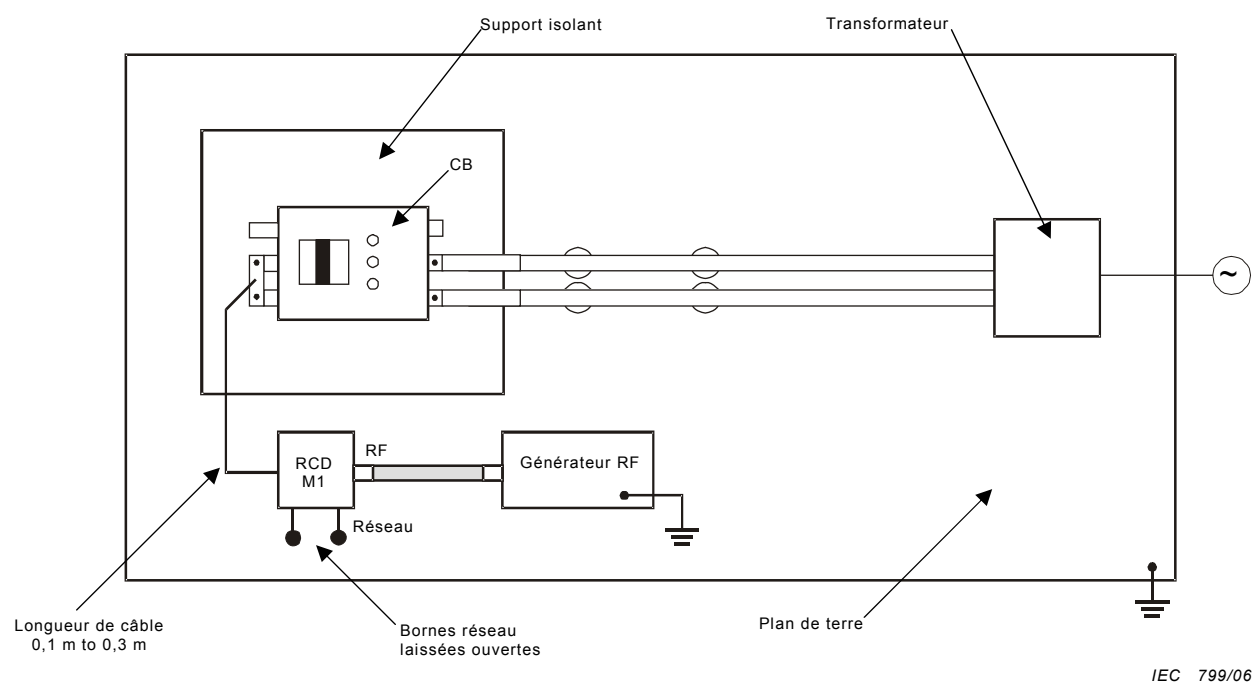 Support isolant
Transformateur
CB
~
RF
RCD
M1
Générateur RF
Réseau
Longueur de câble
0,1 m to 0,3 m
Bornes réseau
laissées ouvertes
Plan de terre
IEC 799/06